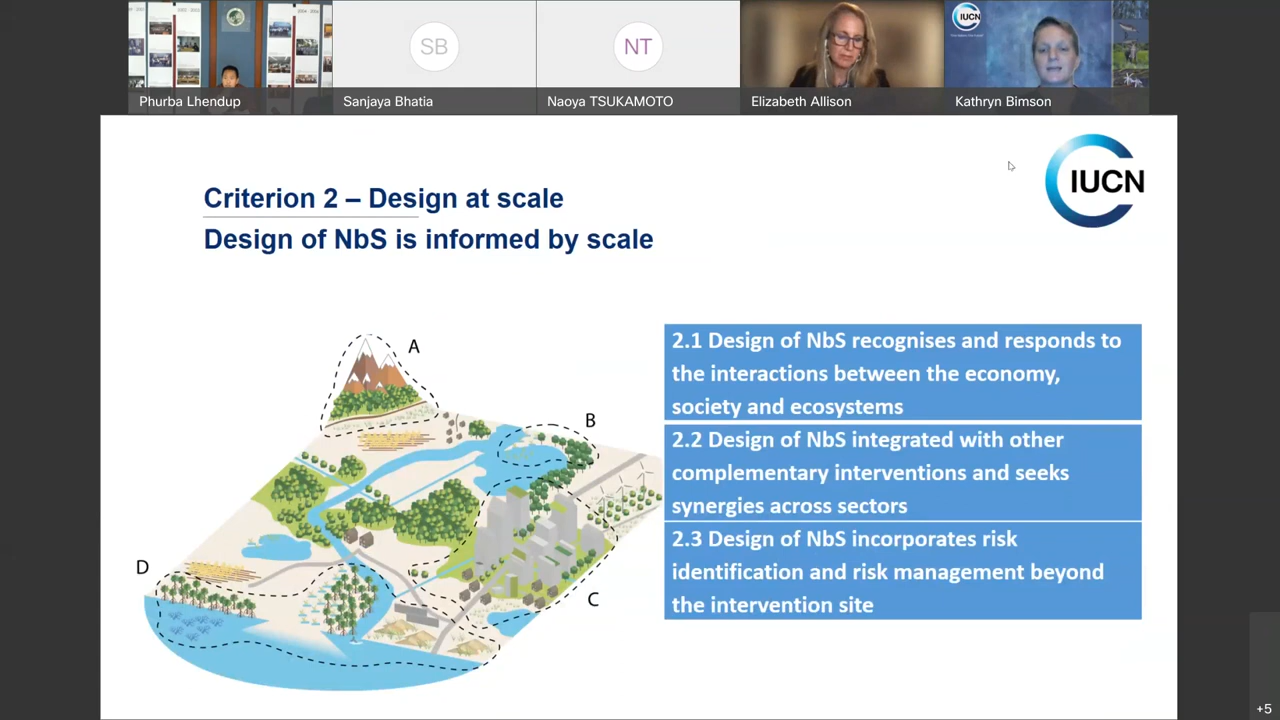 SB
NT
IUCN
Phurba Lhendup
Sanjaya Bhatia
Naoya TSUKAMOTO
Elizabeth Allison
Kathryn Bimson
IUCN
Criterion 2 – Design at scale
Design of NbS is informed by scale
A
B
C
D
2.1 Design of NbS recognises and responds to
the interactions between the economy,
society and ecosystems
2.2 Design of NbS integrated with other
complementary interventions and seeks
synergies across sectors
2.3 Design of NbS incorporates risk
identification and risk management beyond
the intervention site
+5